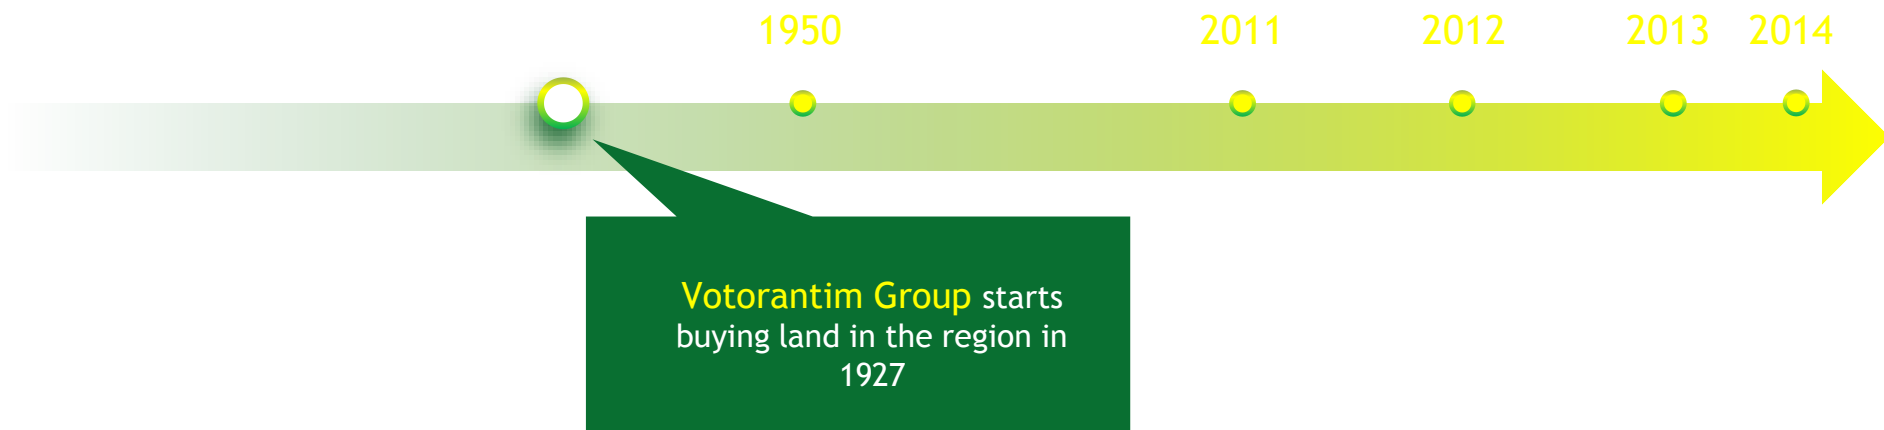 1950 2011 2012 2013 2014
Votorantim Group starts
buying land in the region in
1927